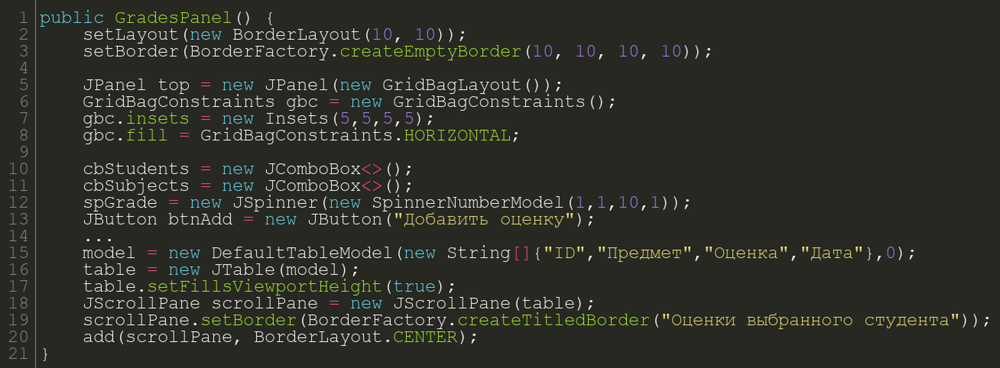 1 public GradesPanel() {
2     setLayout(new BorderLayout(10, 10));
3     setBorder(BorderFactory.createEmptyBorder(10, 10, 10, 10));
4
5     JPanel top = new JPanel(new GridBagLayout());
6     GridBagConstraints gbc = new GridBagConstraints();
7     gbc.insets = new Insets(5,5,5,5);
8     gbc.fill = GridBagConstraints.HORIZONTAL;
9
10     cbStudents = new JComboBox<>();
11     cbSubjects = new JComboBox<>();
12     spGrade = new JSpinner(new SpinnerNumberModel(1,1,10,1));
13     JButton btnAdd = new JButton("Добавить оценку");
14     ...
15     model = new DefaultTableModel(new String[]{"ID","Предмет","Оценка","Дата"},0);
16     table = new JTable(model);
17     table.setFillsViewportHeight(true);
18     JScrollPane scrollPane = new JScrollPane(table);
19     scrollPane.setBorder(BorderFactory.createTitledBorder("Оценки выбранного студента"));
20     add(scrollPane, BorderLayout.CENTER);
21 }